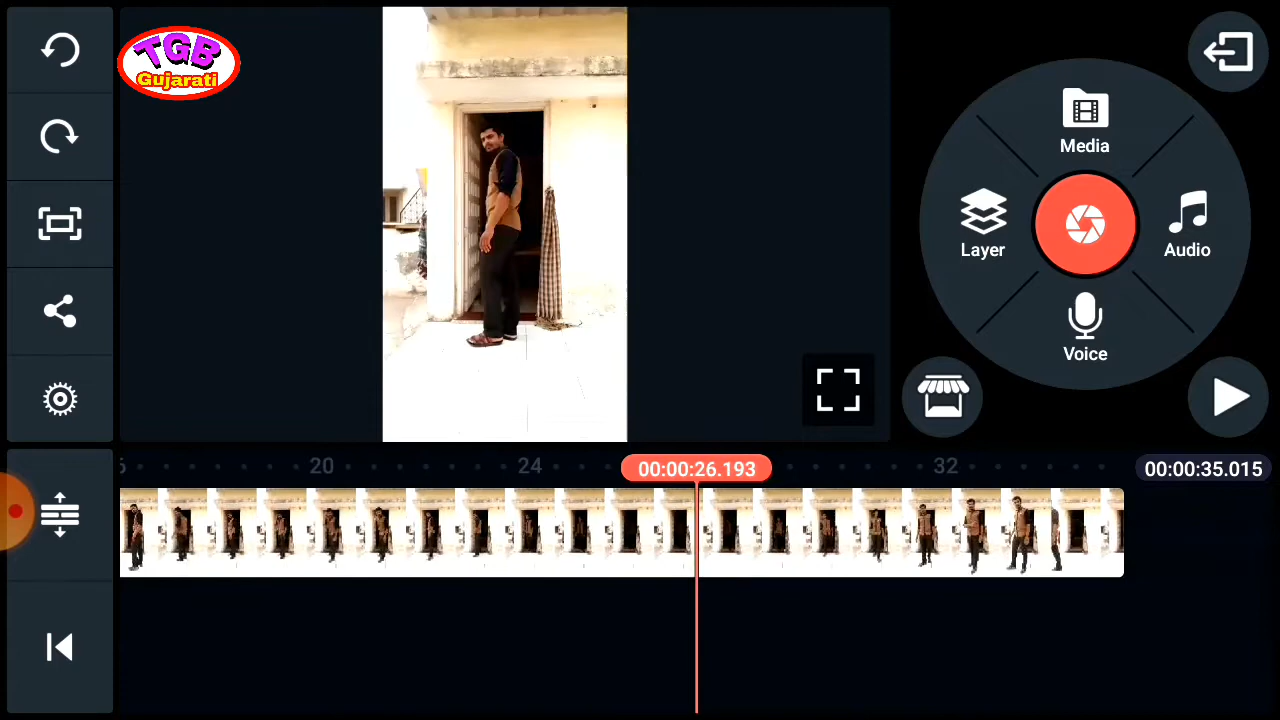 TGB
Gujarati
Media
Layer
Audio
Voice
20
24
00:00:26.193
32
00:00:35.015